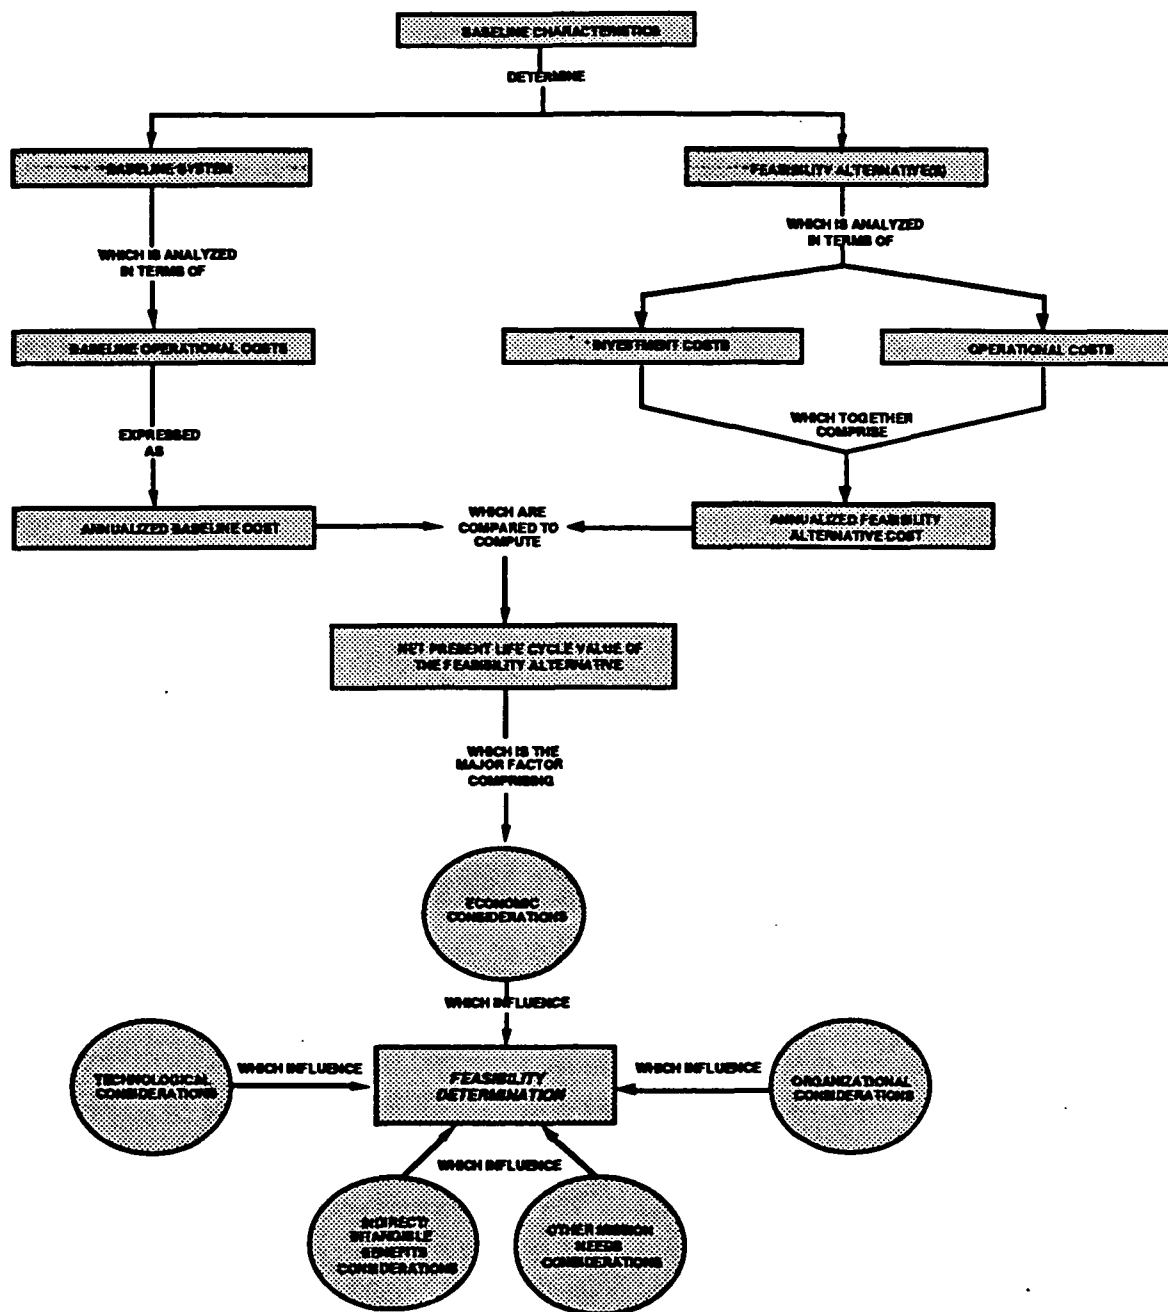 BASELINE CHARACTERISTICS
DETERMINE
BASELINE SYSTEM
FEASIBILITY ALTERNATIVE(S)
WHICH IS ANALYZED
IN TERMS OF
WHICH IS ANALYZED
IN TERMS OF
BASELINE OPERATIONAL COSTS
INVESTMENT COSTS
OPERATIONAL COSTS
EXPRESSED
AS
WHICH TOGETHER
COMPRISE
ANNUALIZED BASELINE COST
WHICH ARE
COMPARED TO
COMPUTE
ANNUALIZED FEASIBILITY
ALTERNATIVE COST
NET PRESENT LIFE CYCLE VALUE OF
THE FEASIBILITY ALTERNATIVE
WHICH IS THE
MAJOR FACTOR
COMPRISING
ECONOMIC
CONSIDERATIONS
WHICH INFLUENCE
TECHNOLOGICAL
CONSIDERATIONS
WHICH INFLUENCE
FEASIBILITY
DETERMINATION
WHICH INFLUENCE
ORGANIZATIONAL
CONSIDERATIONS
WHICH INFLUENCE
INDIRECT/
INTANGIBLE
BENEFITS
CONSIDERATIONS
OTHER MISSION
NEEDS
CONSIDERATIONS